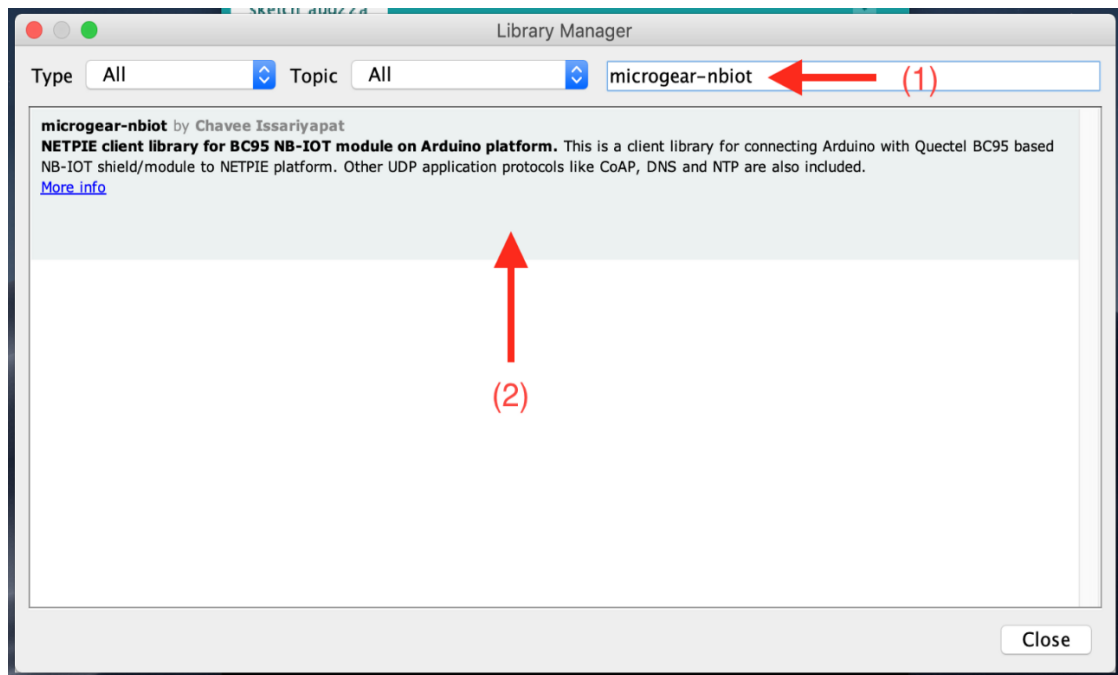 Library Manager
Type All Topic All microgear-nbiot (1)
microgear-nbiot by Chavee Issariyapat
NETPIE client library for BC95 NB-IOT module on Arduino platform. This is a client library for connecting Arduino with Quectel BC95 based
NB-IOT shield/module to NETPIE platform. Other UDP application protocols like CoAP, DNS and NTP are also included.
More info
(2)
Close